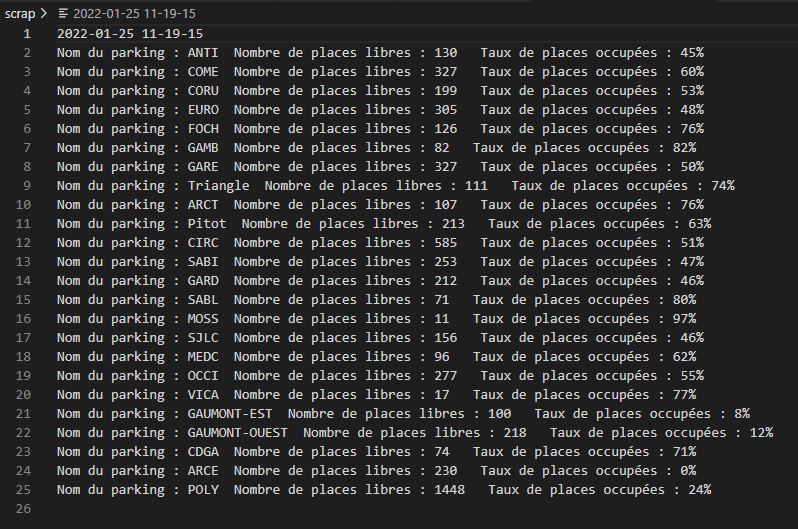 scrap > 2022-01-25 11-19-15
1 2022-01-25 11-19-15
2 Nom du parking : ANTI  Nombre de places libres : 130   Taux de places occupées : 45%
3 Nom du parking : COME  Nombre de places libres : 327   Taux de places occupées : 60%
4 Nom du parking : CORU  Nombre de places libres : 199   Taux de places occupées : 53%
5 Nom du parking : EURO  Nombre de places libres : 305   Taux de places occupées : 48%
6 Nom du parking : FOCH  Nombre de places libres : 126   Taux de places occupées : 76%
7 Nom du parking : GAMB  Nombre de places libres : 82   Taux de places occupées : 82%
8 Nom du parking : GARE  Nombre de places libres : 327   Taux de places occupées : 50%
9 Nom du parking : Triangle  Nombre de places libres : 111   Taux de places occupées : 74%
10 Nom du parking : ARCT  Nombre de places libres : 107   Taux de places occupées : 76%
11 Nom du parking : Pitot  Nombre de places libres : 213   Taux de places occupées : 63%
12 Nom du parking : CIRC  Nombre de places libres : 585   Taux de places occupées : 51%
13 Nom du parking : SABI  Nombre de places libres : 253   Taux de places occupées : 47%
14 Nom du parking : GARD  Nombre de places libres : 212   Taux de places occupées : 46%
15 Nom du parking : SABL  Nombre de places libres : 71   Taux de places occupées : 80%
16 Nom du parking : MOSS  Nombre de places libres : 11   Taux de places occupées : 97%
17 Nom du parking : SJLC  Nombre de places libres : 156   Taux de places occupées : 46%
18 Nom du parking : MEDC  Nombre de places libres : 96   Taux de places occupées : 62%
19 Nom du parking : OCCI  Nombre de places libres : 277   Taux de places occupées : 55%
20 Nom du parking : VICA  Nombre de places libres : 17   Taux de places occupées : 77%
21 Nom du parking : GAUMONT-EST  Nombre de places libres : 100   Taux de places occupées : 8%
22 Nom du parking : GAUMONT-OUEST  Nombre de places libres : 218   Taux de places occupées : 12%
23 Nom du parking : CDGA  Nombre de places libres : 74   Taux de places occupées : 71%
24 Nom du parking : ARCE  Nombre de places libres : 230   Taux de places occupées : 0%
25 Nom du parking : POLY  Nombre de places libres : 1448   Taux de places occupées : 24%
26